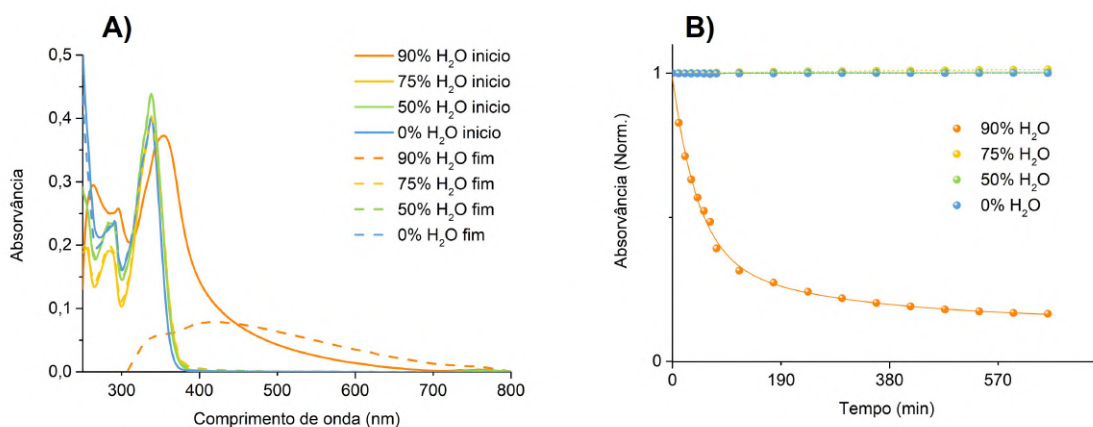 A)
0,5
0,4
0,3
0,2
0,1
0,0
Absorvância
300
400
500
600
700
800
Comprimento de onda (nm)
90% H₂O inicio
75% H₂O inicio
50% H₂O inicio
0% H₂O inicio
90% H₂O fim
75% H₂O fim
50% H₂O fim
0% H₂O fim
B)
1
0
Absorvância (Norm.)
0
190
380
570
Tempo (min)
90% H₂O
75% H₂O
50% H₂O
0% H₂O